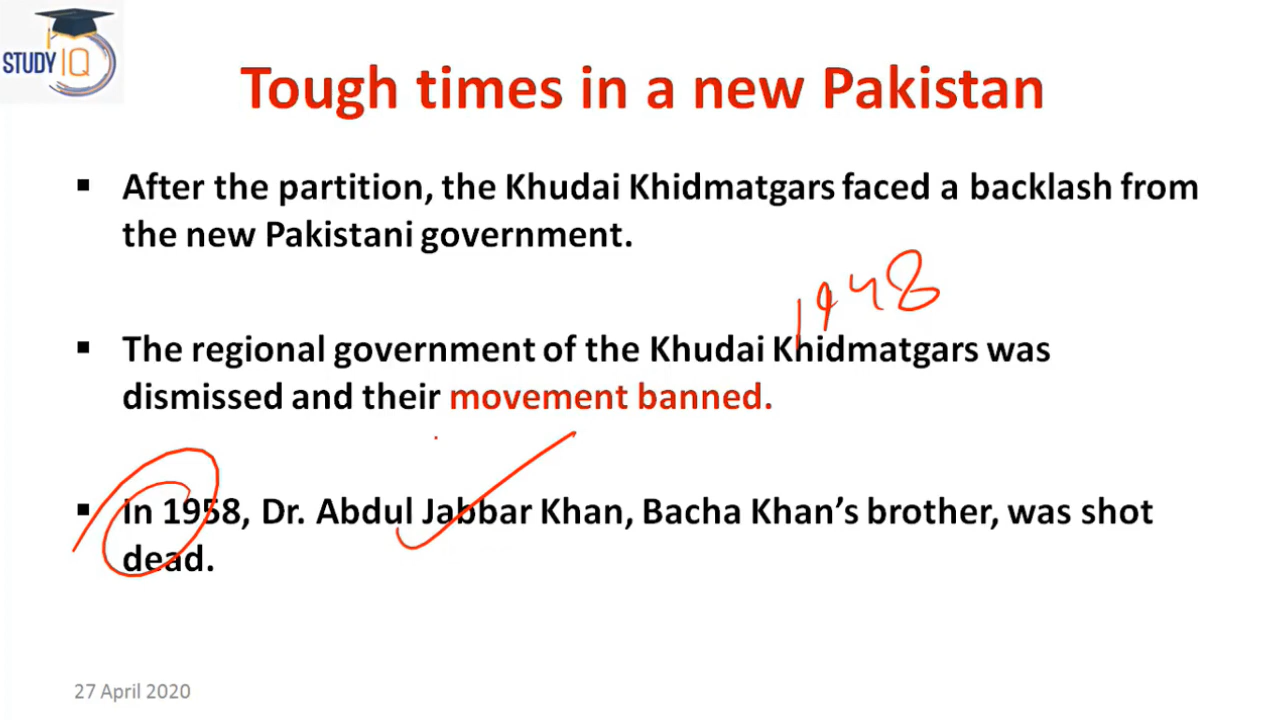 STUDY IQ
Tough times in a new Pakistan
▪ After the partition, the Khudai Khidmatgars faced a backlash from
the new Pakistani government.
1948
▪ The regional government of the Khudai Khidmatgars was
dismissed and their movement banned.
▪ In 1958, Dr. Abdul Jabbar Khan, Bacha Khan’s brother, was shot
dead.
27 April 2020